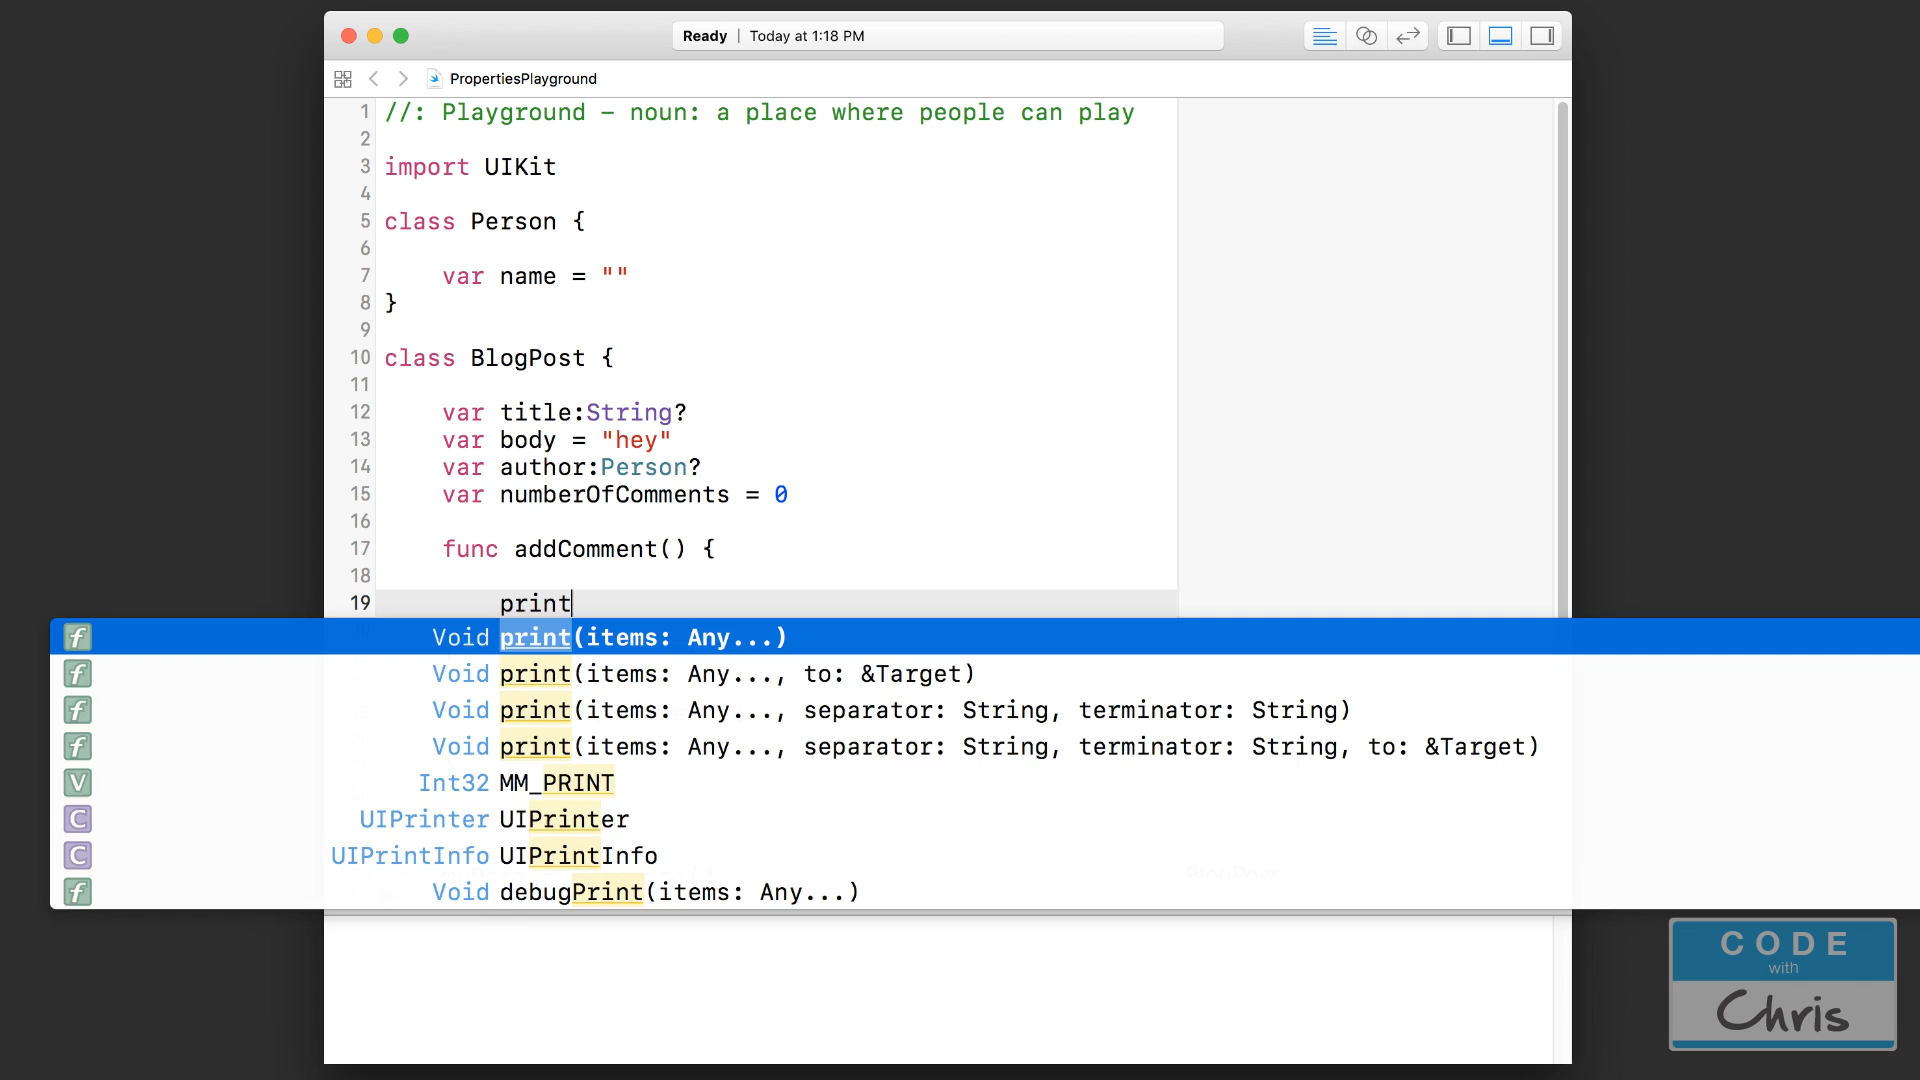 Ready | Today at 1:18 PM
PropertiesPlayground
1 //: Playground – noun: a place where people can play
2
3 import UIKit
4
5 class Person {
6
7 var name = ""
8 }
9
10 class BlogPost {
11
12 var title:String?
13 var body = "hey"
14 var author:Person?
15 var numberOfComments = 0
16
17 func addComment() {
18
19 print
f Void print(items: Any...)
f Void print(items: Any..., to: &Target)
f Void print(items: Any..., separator: String, terminator: String)
f Void print(items: Any..., separator: String, terminator: String, to: &Target)
V Int32 MM_PRINT
C UIPrinter UIPrinter
C UIPrintInfo UIPrintInfo
f Void debugPrint(items: Any...)
CODE
with
Chris